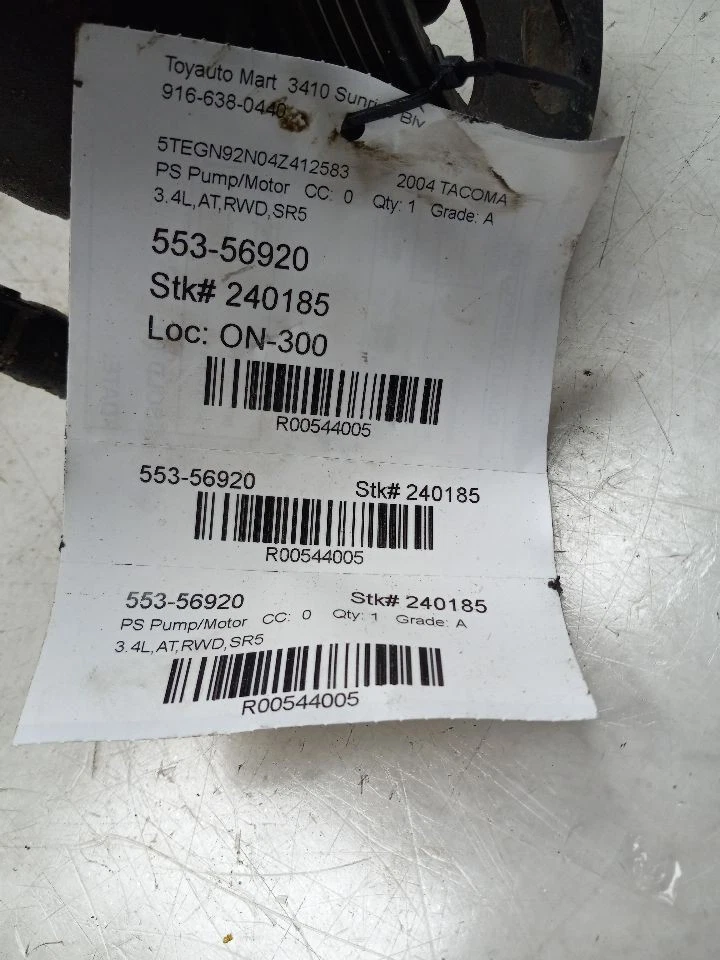 Toyauto Mart 3410 Blv
916-638-0440
5TEGN92N04Z412583 2004 TACOMA
PS Pump/Motor CC: 0 Qty: 1 Grade: A
3.4L,AT,RWD,SR5
553-56920
Stk# 240185
Loc: ON-300
R00544005
553-56920 Stk# 240185
R00544005
553-56920 Stk# 240185
PS Pump/Motor CC: 0 Qty: 1 Grade: A
3.4L,AT,RWD,SR5
R00544005